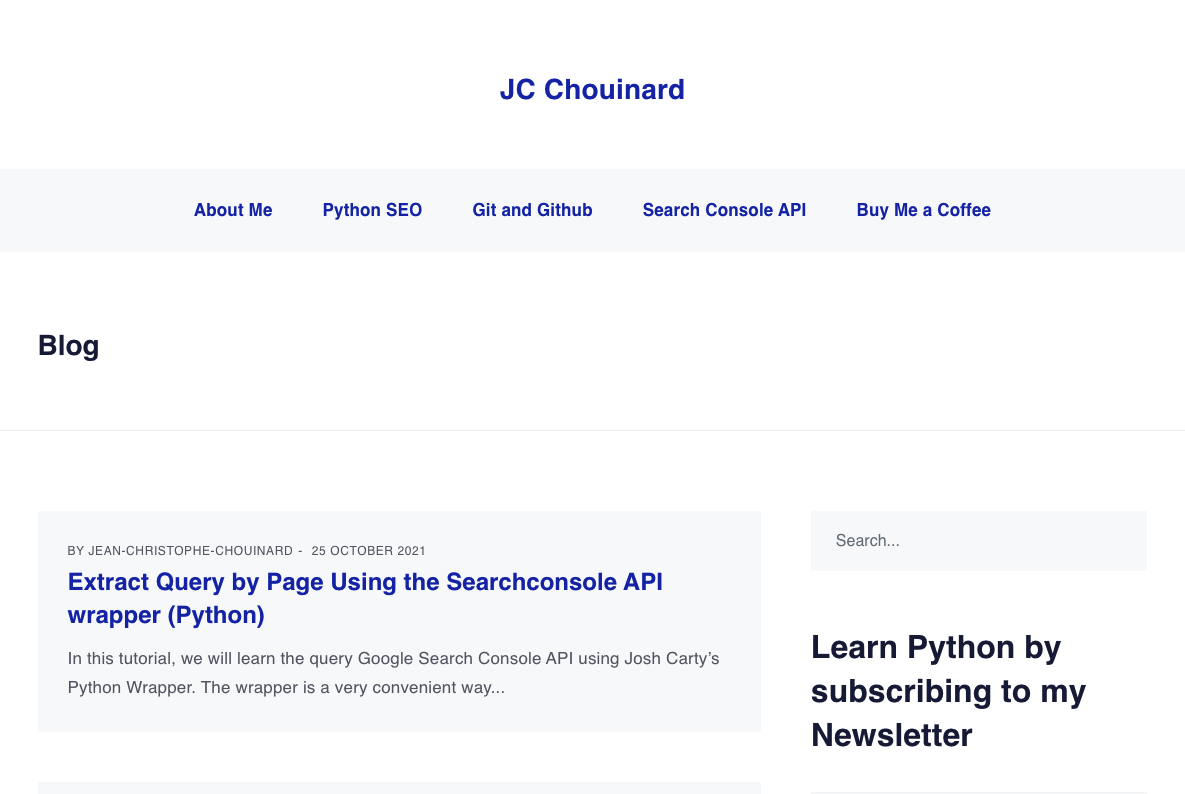 JC Chouinard
About Me Python SEO Git and Github Search Console API Buy Me a Coffee
Blog
BY JEAN-CHRISTOPHE-CHOUINARD - 25 OCTOBER 2021
Extract Query by Page Using the Searchconsole API
wrapper (Python)
In this tutorial, we will learn the query Google Search Console API using Josh Carty’s
Python Wrapper. The wrapper is a very convenient way...
Search...
Learn Python by
subscribing to my
Newsletter